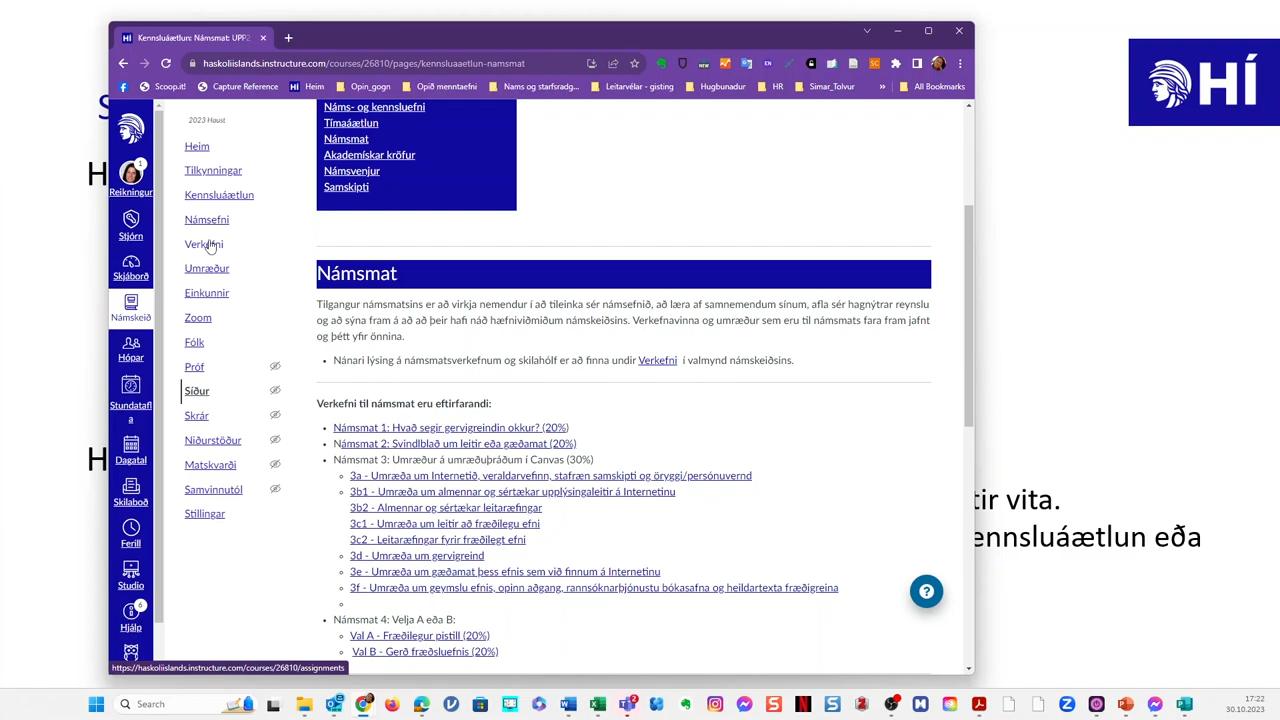 Kennsluáætlun: Námsmat: UPP2
haskoliislands.instructure.com/courses/26810/pages/kennsluaaetlun-namsmat
Scoop.it!
Capture Reference
Heim
Opin_gogn
Opið menntaefni
Nams og starfsradg...
Leitarvélar - gisting
Hugbunadur
HR
Simar_Tolvur
»
All Bookmarks
HÍ
2023 Haust
Heim
Tilkynningar
Kennsluáætlun
Námsefni
Verkefni
Umræður
Einkunnir
Zoom
Fólk
Próf
Síður
Skrár
Niðurstöður
Matskvarði
Samvinnutól
Stillingar
1
Reikningur
Stjórn
Skjáborð
Námskeið
Hópar
Stundatafl
a
Dagatal
Skilaboð
Ferill
Studio
6
Hjálp
Náms- og kennsluefni
Tímaáætlun
Námsmat
Akademískar kröfur
Námsvenjur
Samskipti
Námsmat
Tilgangur námsmatsins er að virkja nemendur í að tileinka sér námsefnið, að læra af samnemendum sínum, afla sér hagnýtrar reynslu
og að sýna fram á að að þeir hafi náð hæfniviðmiðum námskeiðsins. Verkefnavinna og umræður sem eru til námsmats fara fram jafnt
og þétt yfir önnina.
Nánari lýsing á námsmatsverkefnum og skilahólf er að finna undir Verkefni í valmynd námskeiðsins.
Verkefni til námsmat eru eftirfarandi:
Námsmat 1: Hvað segir gervigreindin okkur? (20%)
Námsmat 2: Svindlblað um leitir eða gæðamat (20%)
Námsmat 3: Umræður á umræðuþráðum í Canvas (30%)
3a - Umræða um Internetið, veraldarvefinn, stafræn samskipti og öryggi/persónuvernd
3b1 - Umræða um almennar og sértækar upplýsingaleitir á Internetinu
3b2 - Almennar og sértækar leitaræfingar
3c1 - Umræða um leitir að fræðilegu efni
3c2 - Leitaræfingar fyrir fræðilegt efni
3d - Umræða um gervigreind
3e - Umræða um gæðamat þess efnis sem við finnum á Internetinu
3f - Umræða um geymslu efnis, opinn aðgang, rannsóknarþjónustu bókasafna og heildartexta fræðigreina
Námsmat 4: Velja A eða B:
Val A - Fræðilegur pistill (20%)
Val B - Gerð fræðsluefnis (20%)
https://haskoliislands.instructure.com/courses/26810/assignments
S
H
H
tir vita.
ennsluáætlun eða
Search
2
17:22
30.10.2023